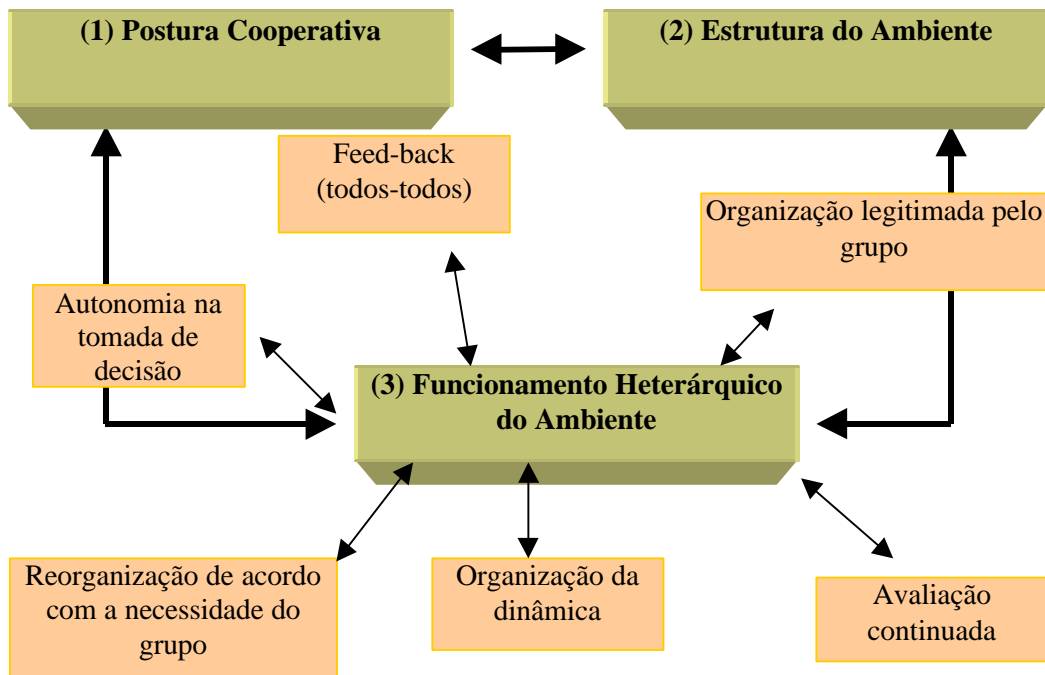 (1) Postura Cooperativa
(2) Estrutura do Ambiente
Feed-back
(todos-todos)
Organização legitimada pelo
grupo
Autonomia na
tomada de
decisão
(3) Funcionamento Heterárquico
do Ambiente
Reorganização de acordo
com a necessidade do
grupo
Organização da
dinâmica
Avaliação
continuada